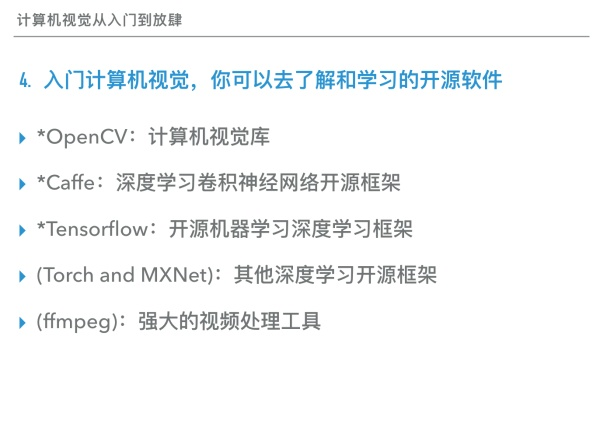 计算机视觉从入门到放肆
4. 入门计算机视觉，你可以去了解和学习的开源软件
▸ *OpenCV：计算机视觉库
▸ *Caffe：深度学习卷积神经网络开源框架
▸ *Tensorflow：开源机器学习深度学习框架
▸ (Torch and MXNet)：其他深度学习开源框架
▸ (ffmpeg)：强大的视频处理工具